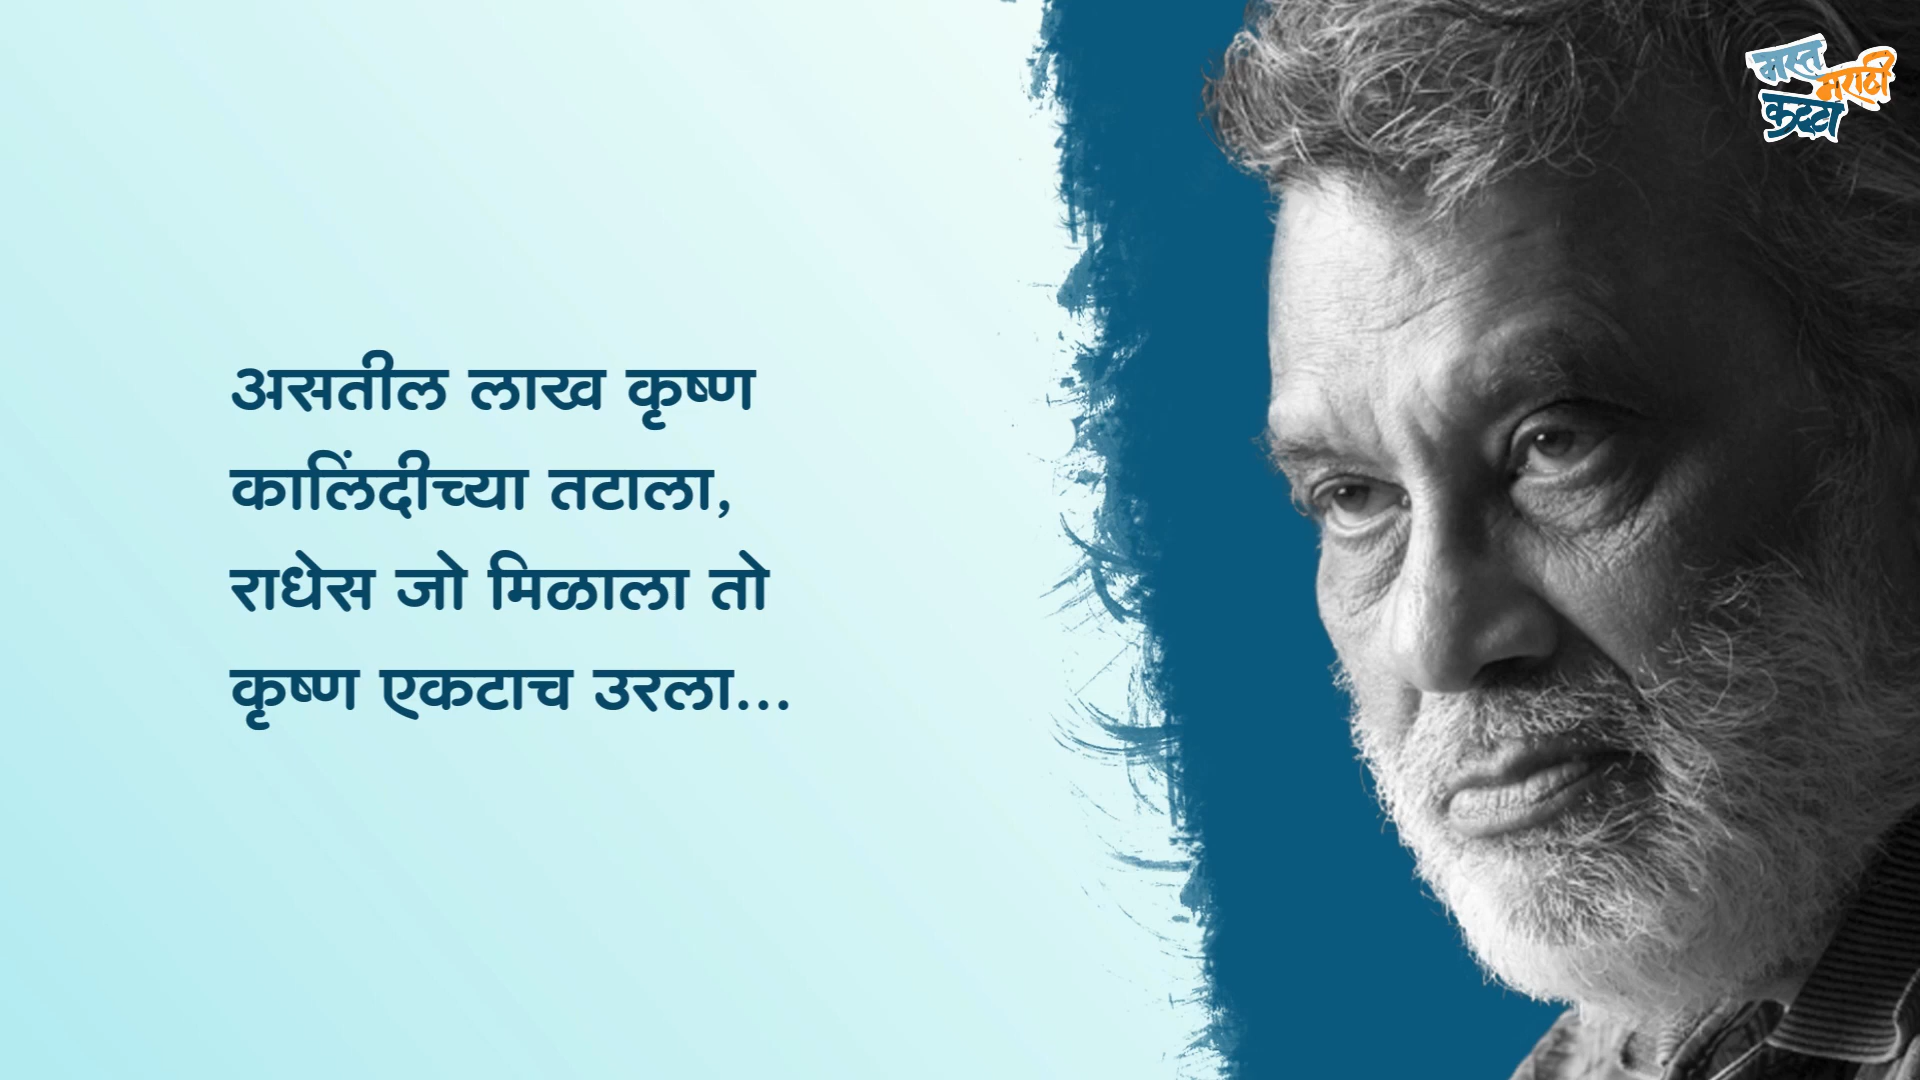 मस्त
मराठी
कट्टा
असतील लाख कृष्ण
कालिंदीच्या तटाला,
राधेस जो मिळाला तो
कृष्ण एकटाच उरला...